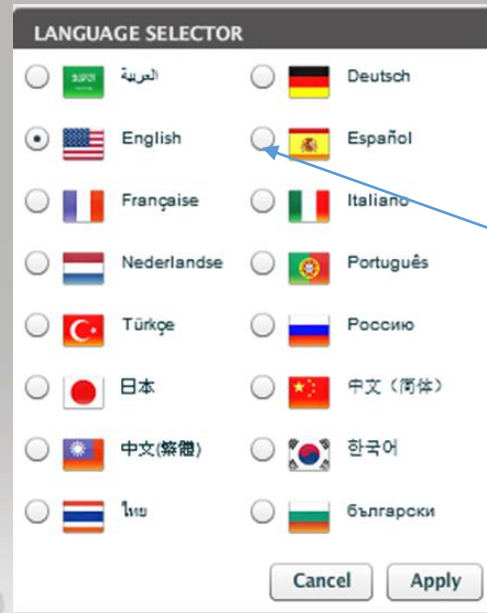 LANGUAGE SELECTOR
العربية Deutsch
English Español
Française Italiano
Nederlandse Português
Türkçe Россию
日本 中文（简体）
中文(繁體) 한국어
ไทย български
Cancel Apply